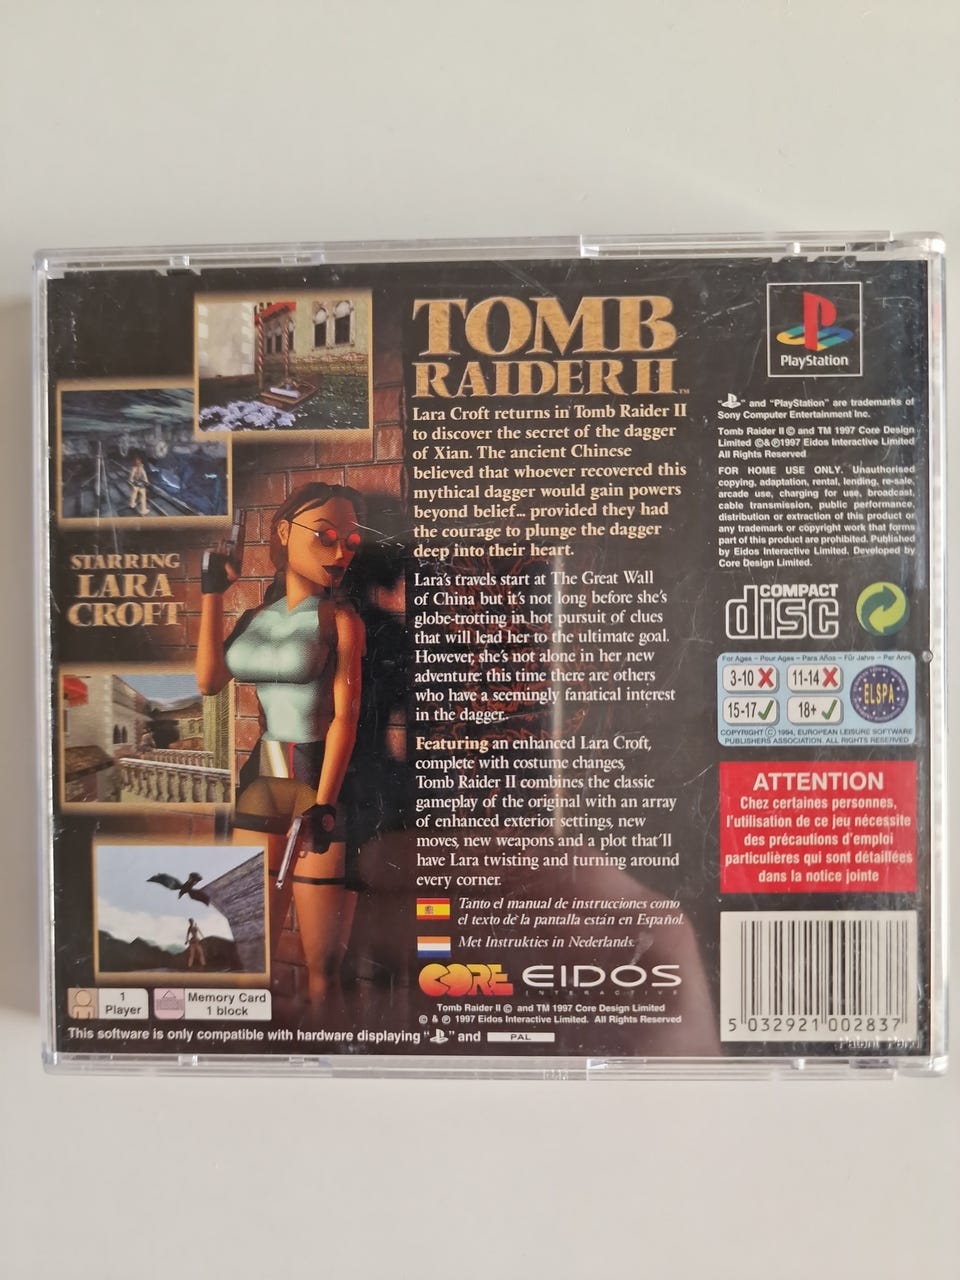 TOMB
RAIDER II™
Lara Croft returns in Tomb Raider II
to discover the secret of the dagger
of Xian. The ancient Chinese
believed that whoever recovered this
mythical dagger would gain powers
beyond belief... provided they had
the courage to plunge the dagger
deep into their heart.
Lara's travels start at The Great Wall
of China but it's not long before she's
globe-trotting in hot pursuit of clues
that will lead her to the ultimate goal.
However, she's not alone in her new
adventure: this time there are others
who have a seemingly fanatical interest
in the dagger.
Featuring an enhanced Lara Croft,
complete with costume changes,
Tomb Raider II combines the classic
gameplay of the original with an array
of enhanced exterior settings, new
moves, new weapons and a plot that'll
have Lara twisting and turning around
every corner.
Tanto el manual de instrucciones como
el texto de la pantalla están en Español.
Met Instrukties in Nederlands.
CORE EIDOS
INTERACTIVE
Tomb Raider II © and TM 1997 Core Design Limited
© & ℗ 1997 Eidos Interactive Limited. All Rights Reserved
STARRING
LARA
CROFT
1
Player
Memory Card
1 block
This software is only compatible with hardware displaying "PS" and PAL
PlayStation
"PS" and "PlayStation" are trademarks of
Sony Computer Entertainment Inc.
Tomb Raider II © and TM 1997 Core Design
Limited ©&℗1997 Eidos Interactive Limited
All Rights Reserved
FOR HOME USE ONLY. Unauthorised
copying, adaptation, rental, lending, re-sale,
arcade use, charging for use, broadcast,
cable transmission, public performance,
distribution or extraction of this product or
any trademark or copyright work that forms
part of this product are prohibited. Published
by Eidos Interactive Limited. Developed by
Core Design Limited.
COMPACT
disc
For Ages – Pour Ages – Para Años – Für Jahre – Per Anni
3-10 11-14
15-17 18+
ELSPA
COPYRIGHT © 1994, EUROPEAN LEISURE SOFTWARE
PUBLISHERS ASSOCIATION. ALL RIGHTS RESERVED
ATTENTION
Chez certaines personnes,
l'utilisation de ce jeu nécessite
des précautions d'emploi
particulières qui sont détaillées
dans la notice jointe
5 032921 002837
Patent Pend